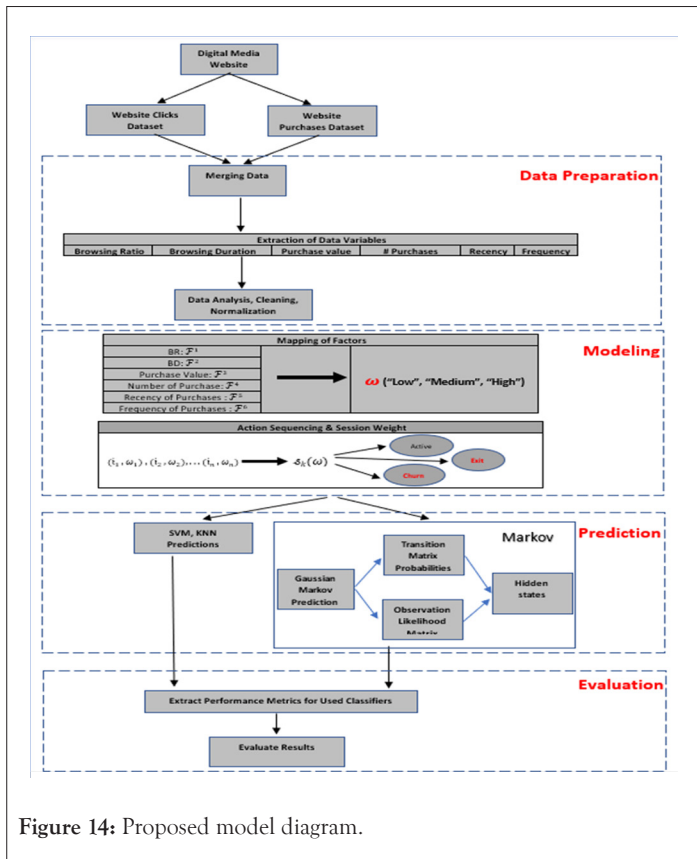 Digital Media
Website
Website Clicks
Dataset
Website
Purchases Dataset
Merging Data
Data Preparation
Extraction of Data Variables
Browsing Ratio Browsing Duration Purchase value # Purchases Recency Frequency
Data Analysis, Cleaning,
Normalization
Modeling
Mapping of Factors
BR: ℱ¹
BD: ℱ²
Purchase Value: ℱ³
Number of Purchase: ℱ⁴
Recency of Purchases : ℱ⁵
Frequency of Purchases : ℱ⁶
ω ("Low", "Medium", "High")
Action Sequencing & Session Weight
(i₁, ω₁), (i₂, ω₂),... (iₙ, ωₙ)
𝓈ₖ(ω)
Active
Exit
Churn
Prediction
SVM, KNN
Predictions
Markov
Gaussian
Markov
Prediction
Transition
Matrix
Probabilities
Observation
Likelihood
Matrix
Hidden
states
Evaluation
Extract Performance Metrics for Used Classifiers
Evaluate Results
Figure 14: Proposed model diagram.